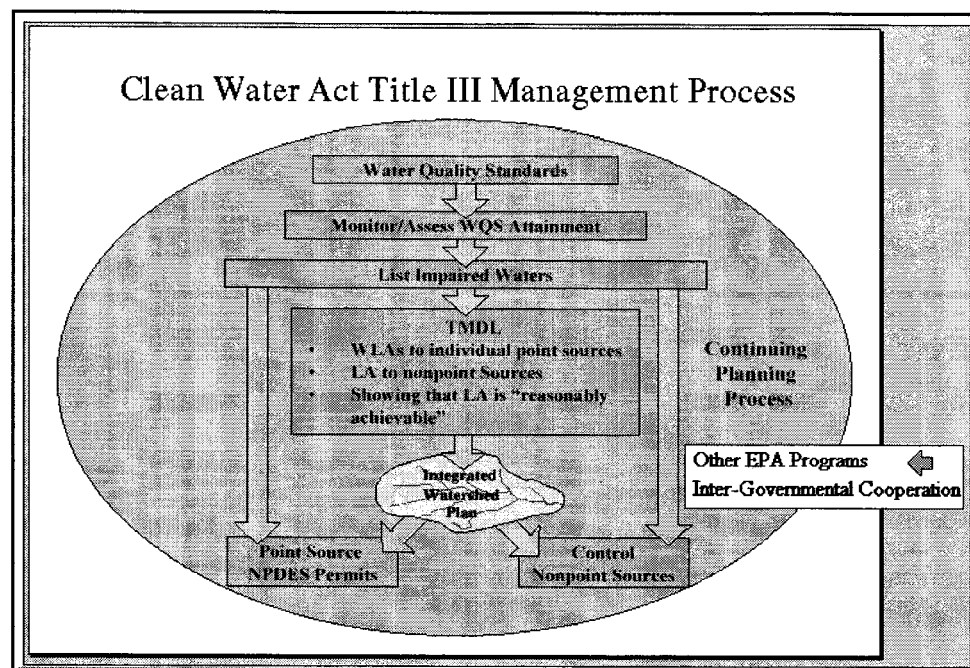 Clean Water Act Title III Management Process
Water Quality Standards
Monitor/Assess WQS Attainment
List Impaired Waters
TMDL
• WLAs to individual point sources
• LA to nonpoint Sources
• Showing that LA is “reasonably
achievable”
Continuing
Planning
Process
Other EPA Programs
Inter-Governmental Cooperation
Integrated
Watershed
Plan
Point Source
NPDES Permits
Control
Nonpoint Sources